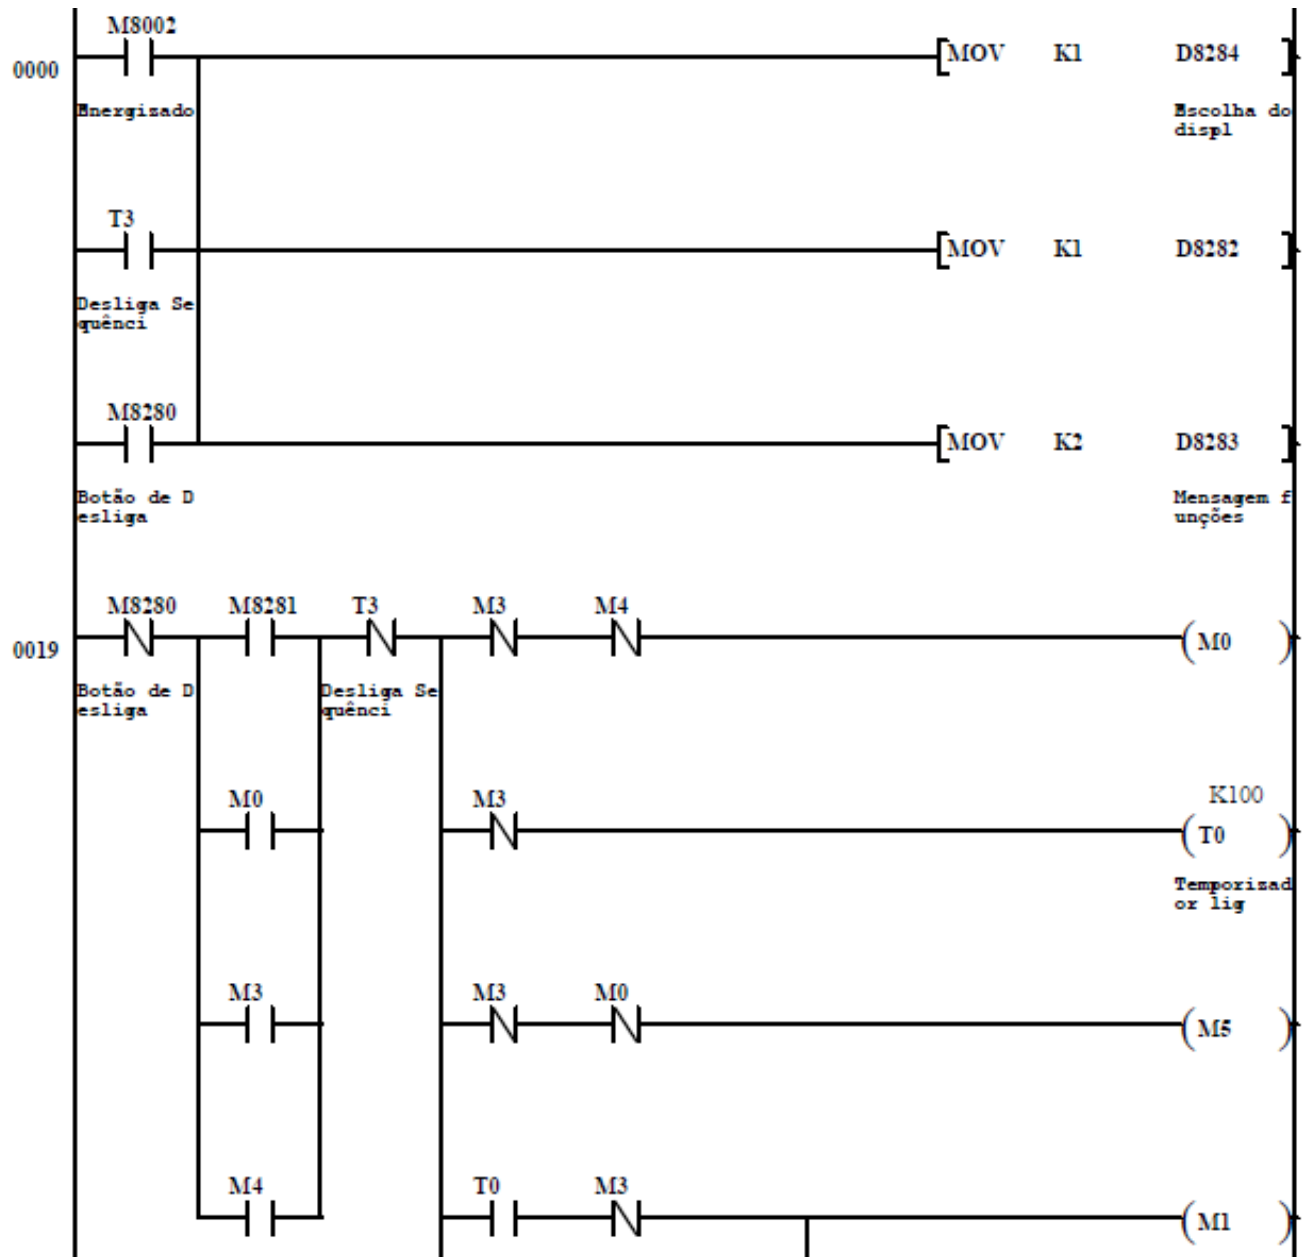 M8002
0000 MOV K1 D8284
Energizado Escolha do
displ
T3
MOV K1 D8282
Desliga Se
quênci
M8280
MOV K2 D8283
Botão de D Mensagem f
esliga unções
M8280 M8281 T3 M3 M4
0019 M0
Botão de D Desliga Se
esliga quênci
M0 M3 K100
T0
Temporizad
or lig
M3 M3 M0
M5
M4 T0 M3
M1